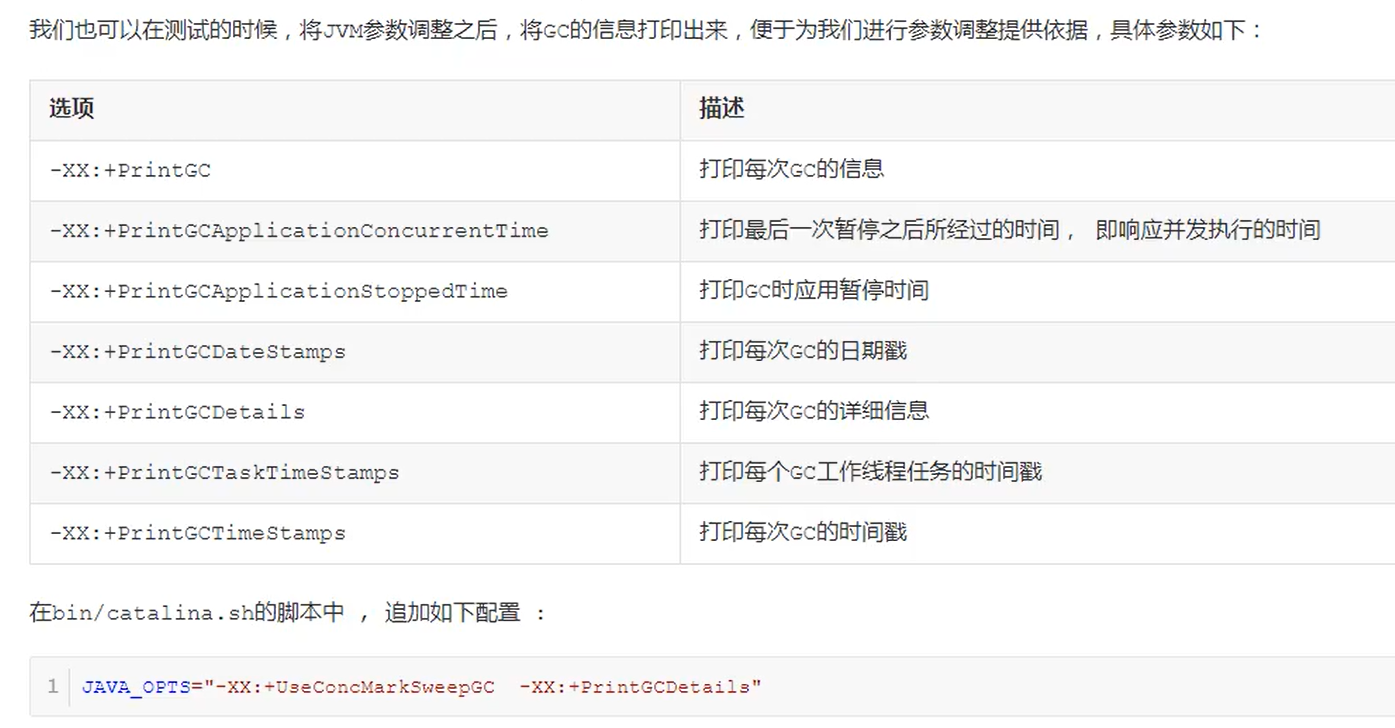 我们也可以在测试的时候，将JVM参数调整之后，将GC的信息打印出来，便于为我们进行参数调整提供依据，具体参数如下：
选项 描述
-XX:+PrintGC 打印每次GC的信息
-XX:+PrintGCApplicationConcurrentTime 打印最后一次暂停之后所经过的时间， 即响应并发执行的时间
-XX:+PrintGCApplicationStoppedTime 打印GC时应用暂停时间
-XX:+PrintGCDateStamps 打印每次GC的日期戳
-XX:+PrintGCDetails 打印每次GC的详细信息
-XX:+PrintGCTaskTimeStamps 打印每个GC工作线程任务的时间戳
-XX:+PrintGCTimeStamps 打印每次GC的时间戳
在bin/catalina.sh的脚本中 ， 追加如下配置 ：
1 JAVA_OPTS="-XX:+UseConcMarkSweepGC  -XX:+PrintGCDetails"